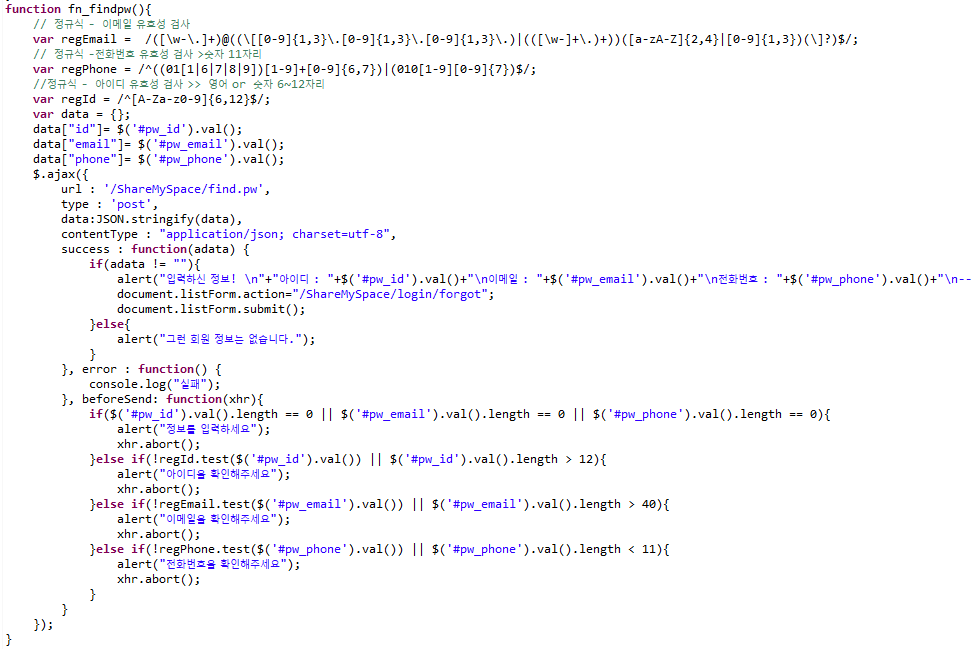 function fn_findpw(){
// 정규식 - 이메일 유효성 검사
var regEmail =  /([\w-\.]+)@((\[[0-9]{1,3}\.[0-9]{1,3}\.[0-9]{1,3}\.)|(([\w-]+\.)+))([a-zA-Z]{2,4}|[0-9]{1,3})(\]?)$/;
// 정규식 -전화번호 유효성 검사 >숫자 11자리
var regPhone = /^((01[1|6|7|8|9])[1-9]+[0-9]{6,7})|(010[1-9][0-9]{7})$/;
//정규식 - 아이디 유효성 검사 >> 영어 or 숫자 6~12자리
var regId = /^[A-Za-z0-9]{6,12}$/;
var data = {};
data["id"]= $('#pw_id').val();
data["email"]= $('#pw_email').val();
data["phone"]= $('#pw_phone').val();
$.ajax({
url : '/ShareMySpace/find.pw',
type : 'post',
data:JSON.stringify(data),
contentType : "application/json; charset=utf-8",
success : function(adata) {
if(adata != ""){
alert("입력하신 정보! \n"+"아이디 : "+$('#pw_id').val()+"\n이메일 : "+$('#pw_email').val()+"\n전화번호 : "+$('#pw_phone').val()+"\n--
document.listForm.action="/ShareMySpace/login/forgot";
document.listForm.submit();
}else{
alert("그런 회원 정보는 없습니다.");
}
}, error : function() {
console.log("실패");
}, beforeSend: function(xhr){
if($('#pw_id').val().length == 0 || $('#pw_email').val().length == 0 || $('#pw_phone').val().length == 0){
alert("정보를 입력하세요");
xhr.abort();
}else if(!regId.test($('#pw_id').val()) || $('#pw_id').val().length > 12){
alert("아이디을 확인해주세요");
xhr.abort();
}else if(!regEmail.test($('#pw_email').val()) || $('#pw_email').val().length > 40){
alert("이메일을 확인해주세요");
xhr.abort();
}else if(!regPhone.test($('#pw_phone').val()) || $('#pw_phone').val().length < 11){
alert("전화번호을 확인해주세요");
xhr.abort();
}
}
});
}